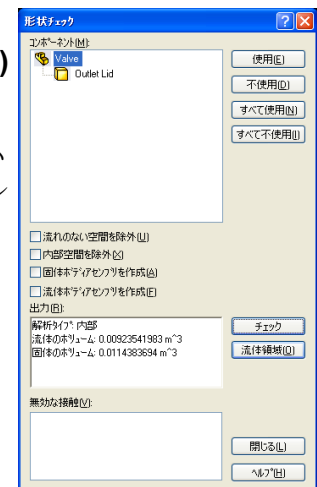 形状チェック
コンポーネント(M):
Valve
Outlet Lid
使用(E)
不使用(D)
すべて使用(N)
すべて不使用(I)
流れのない空間を除外(U)
内部空間を除外(X)
固体ボディアセンブリを作成(A)
流体ボディアセンブリを作成(F)
出力(R):
解析タイプ: 内部
流体のボリューム: 0.00923541983 m^3
固体のボリューム: 0.0114383694 m^3
チェック
流体領域(O)
無効な接触(V):
閉じる(L)
ヘルプ(H)
)